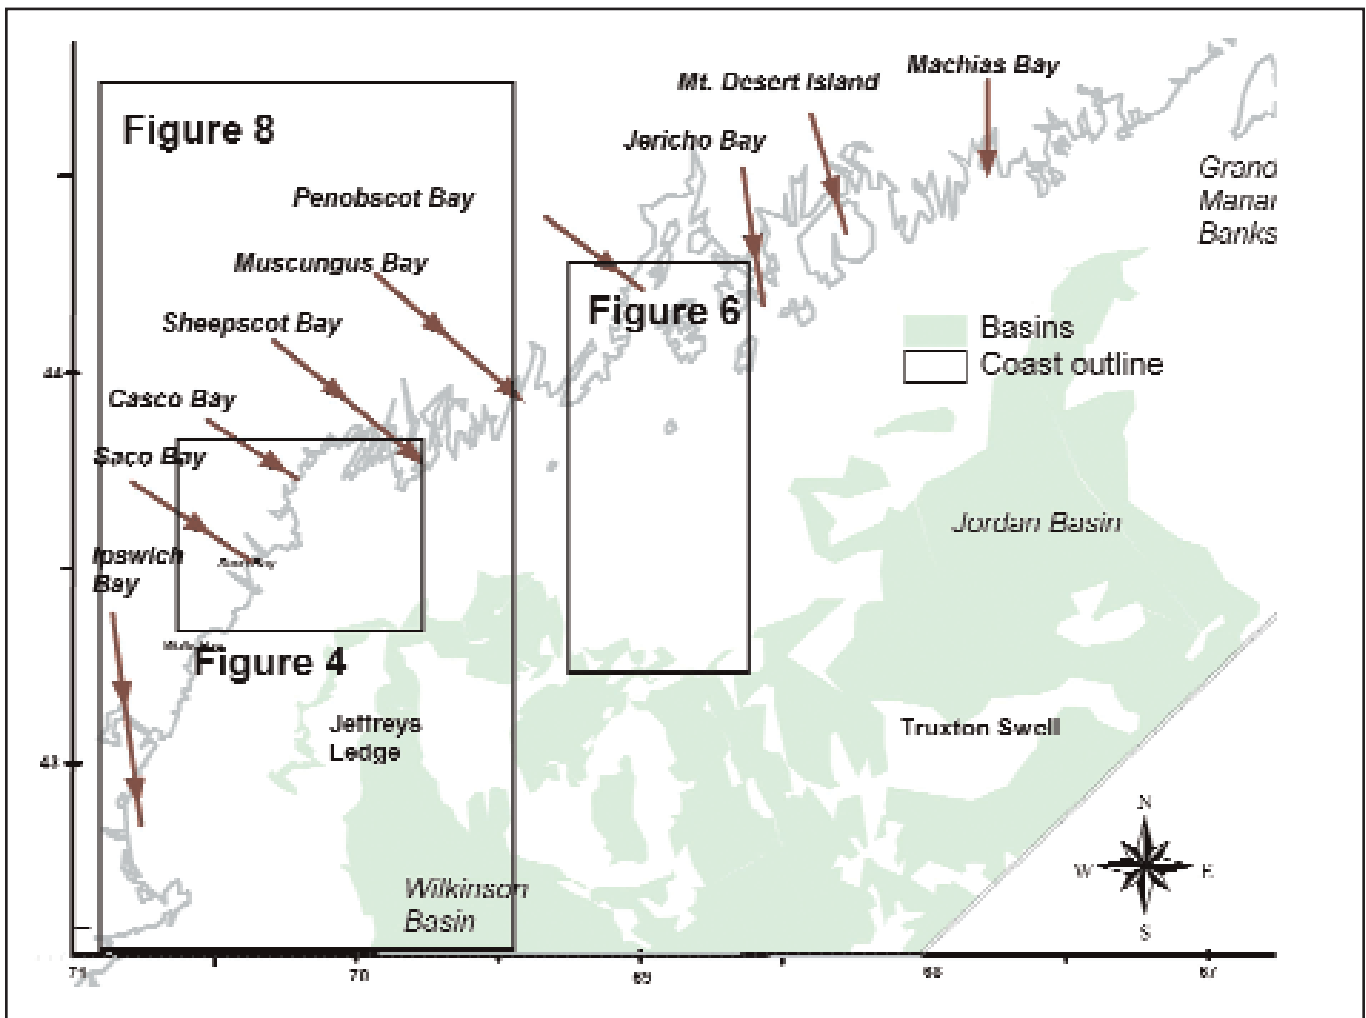 Machias Bay
Mt. Desert Island
Figure 8
Jericho Bay
Grand
Manan
Banks
Penobscot Bay
Muscungus Bay
Figure 6
Sheepscot Bay
Basins
Coast outline
44
Casco Bay
Saco Bay
Jordan Basin
Ipswich
Bay
Figure 4
Jeffreys
Ledge
Truxton Swell
43
N
W E
S
Wilkinson
Basin
71 70 69 68 67